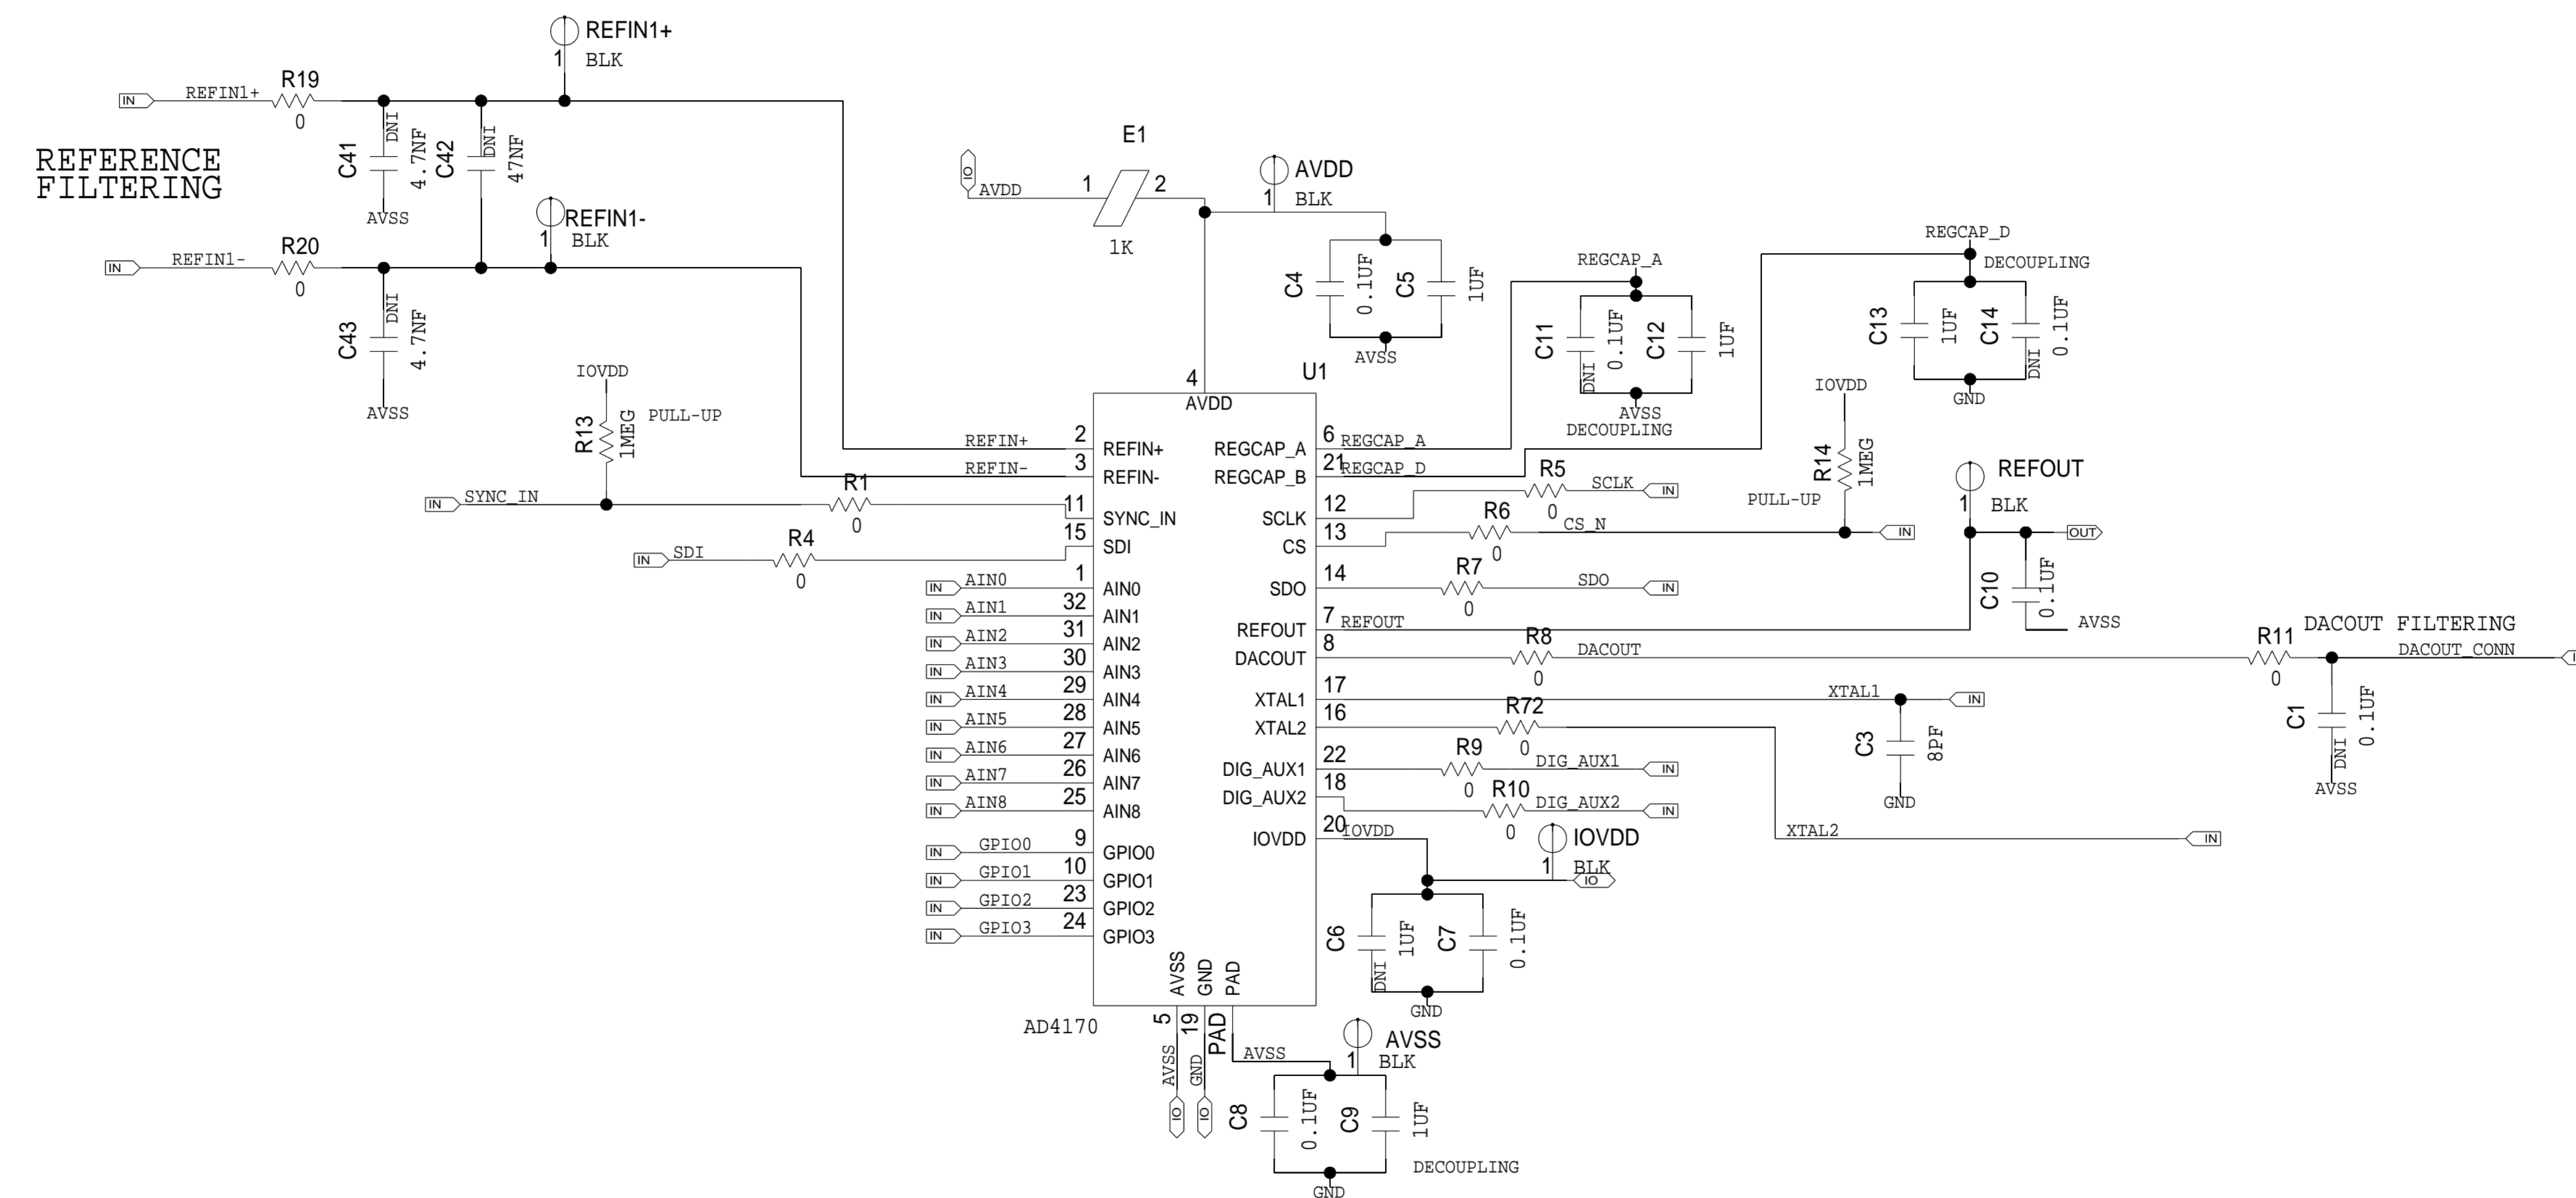 REFIN1+
1
BLK
IN
REFIN1+
R19
0
REFERENCE
FILTERING
C41
DNI
4.7NF
AVSS
C42
DNI
47NF
REFIN1-
1
BLK
IN
REFIN1-
R20
0
C43
DNI
4.7NF
AVSS
IOVDD
R13
1MEG
PULL-UP
IN
SYNC_IN
R1
0
IN
SDI
R4
0
E1
IO
AVDD
1
2
1K
AVDD
1
BLK
C4
0.1UF
C5
1UF
AVSS
REGCAP_A
C11
0.1UF
DNI
C12
1UF
AVSS
DECOUPLING
REGCAP_D
DECOUPLING
C13
1UF
C14
0.1UF
DNI
GND
IOVDD
R14
1MEG
PULL-UP
U1
4
AVDD
REFIN+
2
REFIN+
REFIN-
3
REFIN-
11
SYNC_IN
15
SDI
IN
AIN0
1
AIN0
IN
AIN1
32
AIN1
IN
AIN2
31
AIN2
IN
AIN3
30
AIN3
IN
AIN4
29
AIN4
IN
AIN5
28
AIN5
IN
AIN6
27
AIN6
IN
AIN7
26
AIN7
IN
AIN8
25
AIN8
IN
GPIO0
9
GPIO0
IN
GPIO1
10
GPIO1
IN
GPIO2
23
GPIO2
IN
GPIO3
24
GPIO3
REGCAP_A
6
REGCAP_A
REGCAP_B
21
REGCAP_D
SCLK
12
R5
0
SCLK
IN
CS
13
R6
0
CS_N
IN
SDO
14
R7
0
SDO
IN
REFOUT
7
REFOUT
REFOUT
1
BLK
OUT
C10
0.1UF
AVSS
DACOUT
8
R8
0
DACOUT
R11
0
DACOUT FILTERING
DACOUT_CONN
C1
DNI
0.1UF
AVSS
XTAL1
17
XTAL1
IN
C3
8PF
GND
XTAL2
16
R72
0
XTAL2
IN
DIG_AUX1
22
R9
0
DIG_AUX1
IN
DIG_AUX2
18
R10
0
DIG_AUX2
IN
IOVDD
20
IOVDD
IOVDD
1
BLK
IO
C6
DNI
1UF
C7
0.1UF
GND
AVSS
GND
PAD
AD4170
5
19
PAD
AVSS
GND
IO
IO
AVSS
AVSS
1
BLK
C8
0.1UF
C9
1UF
DECOUPLING
GND